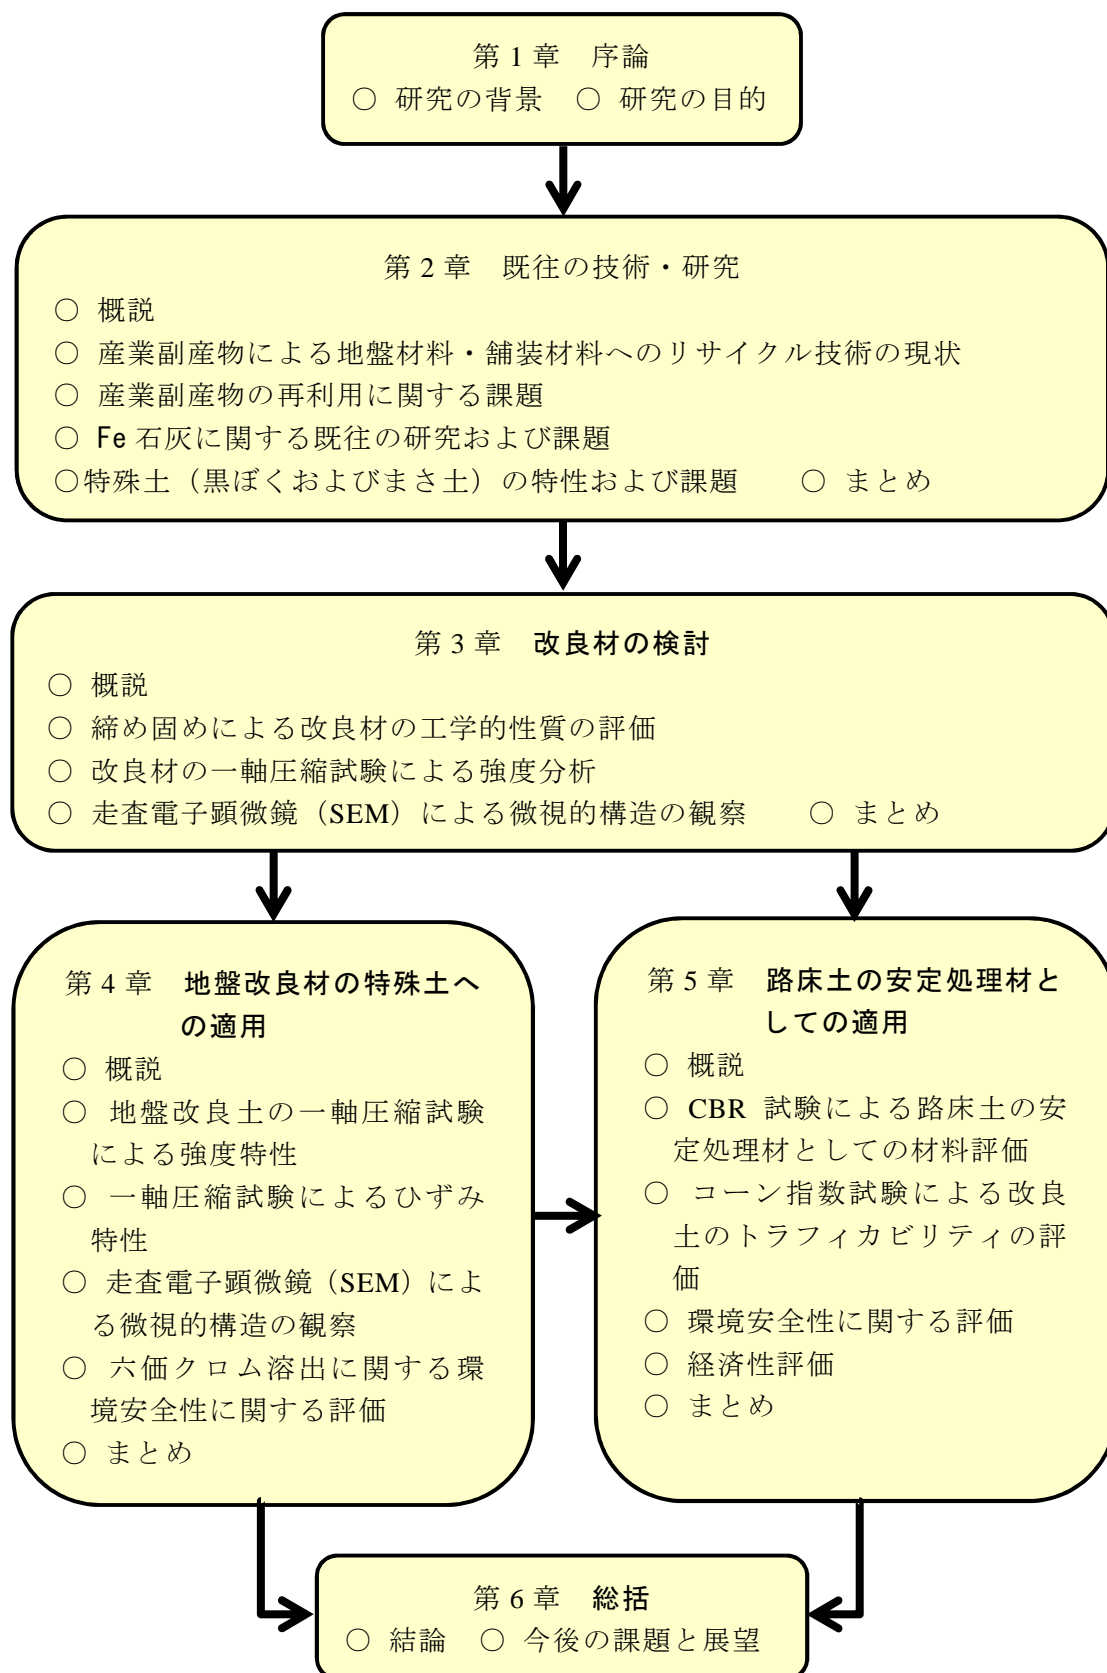 第 1 章　序論
○ 研究の背景　○ 研究の目的
第 2 章　既往の技術・研究
○ 概説
○ 産業副産物による地盤材料・舗装材料へのリサイクル技術の現状
○ 産業副産物の再利用に関する課題
○ Fe 石灰に関する既往の研究および課題
○特殊土（黒ぼくおよびまさ土）の特性および課題　　○ まとめ
第 3 章　改良材の検討
○ 概説
○ 締め固めによる改良材の工学的性質の評価
○ 改良材の一軸圧縮試験による強度分析
○ 走査電子顕微鏡（SEM）による微視的構造の観察　　○ まとめ
第 4 章　地盤改良材の特殊土へ
の適用
○ 概説
○ 地盤改良土の一軸圧縮試験
による強度特性
○ 一軸圧縮試験によるひずみ
特性
○ 走査電子顕微鏡（SEM）によ
る微視的構造の観察
○ 六価クロム溶出に関する環
境安全性に関する評価
○ まとめ
第 5 章　路床土の安定処理材と
しての適用
○ 概説
○ CBR 試験による路床土の安
定処理材としての材料評価
○ コーン指数試験による改良
土のトラフィカビリティの評
価
○ 環境安全性に関する評価
○ 経済性評価
○ まとめ
第 6 章　総括
○ 結論　○ 今後の課題と展望